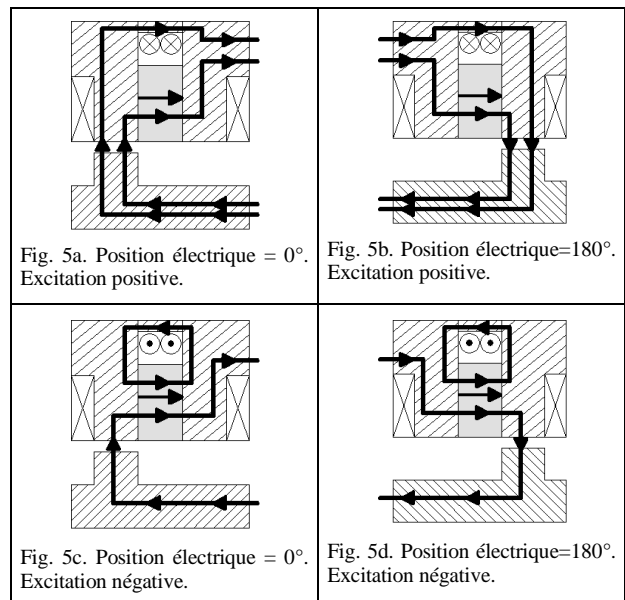 Fig. 5a. Position électrique = 0°.
Excitation positive.
Fig. 5b. Position électrique=180°.
Excitation positive.
Fig. 5c. Position électrique = 0°.
Excitation négative.
Fig. 5d. Position électrique=180°.
Excitation négative.